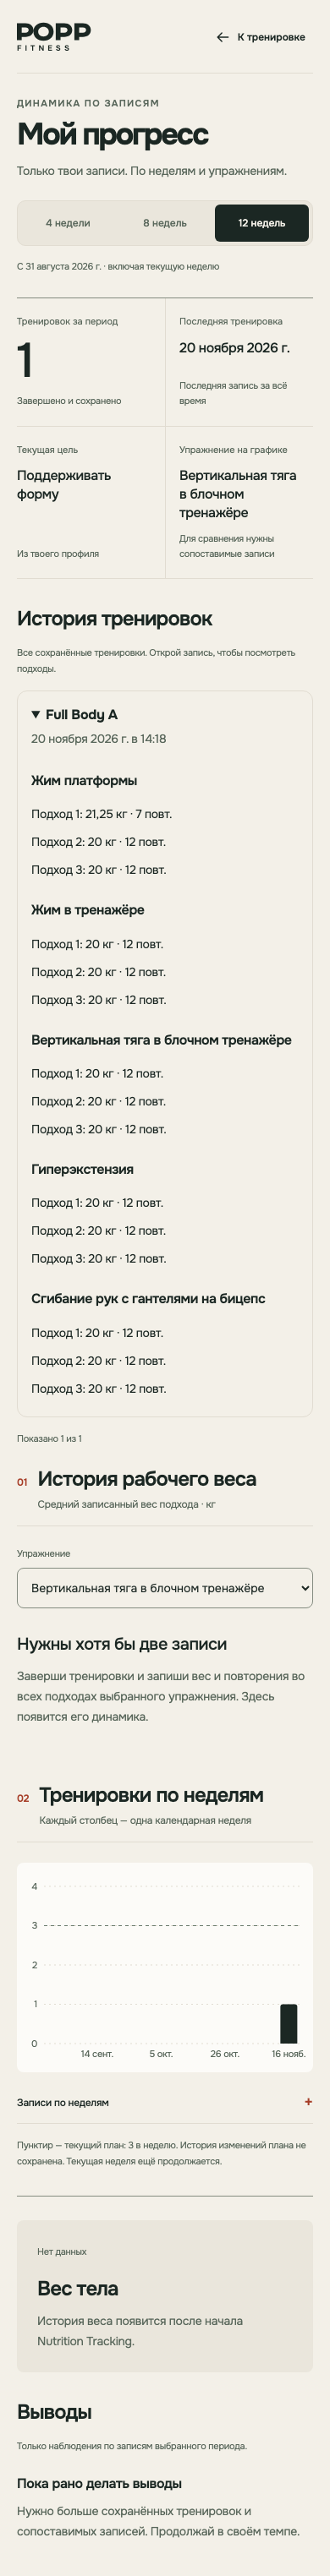 POPP
FITNESS
← К тренировке
ДИНАМИКА ПО ЗАПИСЯМ
Мой прогресс
Только твои записи. По неделям и упражнениям.
4 недели
8 недель
12 недель
С 31 августа 2026 г. · включая текущую неделю
Тренировок за период
1
Завершено и сохранено
Последняя тренировка
20 ноября 2026 г.
Последняя запись за всё
время
Текущая цель
Поддерживать
форму
Из твоего профиля
Упражнение на графике
Вертикальная тяга
в блочном
тренажёре
Для сравнения нужны
сопоставимые записи
История тренировок
Все сохранённые тренировки. Открой запись, чтобы посмотреть
подходы.
▼ Full Body A
20 ноября 2026 г. в 14:18
Жим платформы
Подход 1: 21,25 кг · 7 повт.
Подход 2: 20 кг · 12 повт.
Подход 3: 20 кг · 12 повт.
Жим в тренажёре
Подход 1: 20 кг · 12 повт.
Подход 2: 20 кг · 12 повт.
Подход 3: 20 кг · 12 повт.
Вертикальная тяга в блочном тренажёре
Подход 1: 20 кг · 12 повт.
Подход 2: 20 кг · 12 повт.
Подход 3: 20 кг · 12 повт.
Гиперэкстензия
Подход 1: 20 кг · 12 повт.
Подход 2: 20 кг · 12 повт.
Подход 3: 20 кг · 12 повт.
Сгибание рук с гантелями на бицепс
Подход 1: 20 кг · 12 повт.
Подход 2: 20 кг · 12 повт.
Подход 3: 20 кг · 12 повт.
Показано 1 из 1
01 История рабочего веса
Средний записанный вес подхода · кг
Упражнение
Вертикальная тяга в блочном тренажёре
Нужны хотя бы две записи
Заверши тренировки и запиши вес и повторения во
всех подходах выбранного упражнения. Здесь
появится его динамика.
02 Тренировки по неделям
Каждый столбец — одна календарная неделя
4
3
2
1
0
14 сент.
5 окт.
26 окт.
16 нояб.
Записи по неделям +
Пунктир — текущий план: 3 в неделю. История изменений плана не
сохранена. Текущая неделя ещё продолжается.
Нет данных
Вес тела
История веса появится после начала
Nutrition Tracking.
Выводы
Только наблюдения по записям выбранного периода.
Пока рано делать выводы
Нужно больше сохранённых тренировок и
сопоставимых записей. Продолжай в своём темпе.